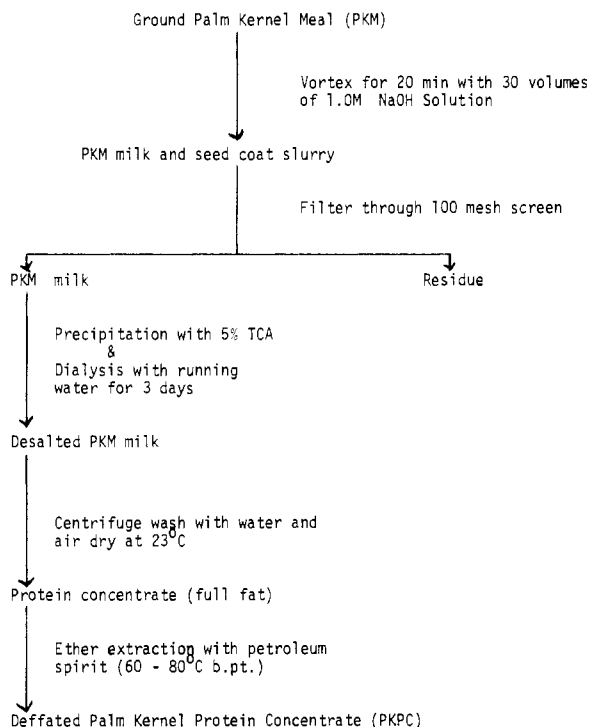 Ground Palm Kernel Meal (PKM)
Vortex for 20 min with 30 volumes
of 1.0M NaOH Solution
PKM milk and seed coat slurry
Filter through 100 mesh screen
PKM milk
Residue
Precipitation with 5% TCA
&
Dialysis with running
water for 3 days
Desalted PKM milk
Centrifuge wash with water and
air dry at 23°C
Protein concentrate (full fat)
Ether extraction with petroleum
spirit (60 - 80°C b.pt.)
Deffated Palm Kernel Protein Concentrate (PKPC)